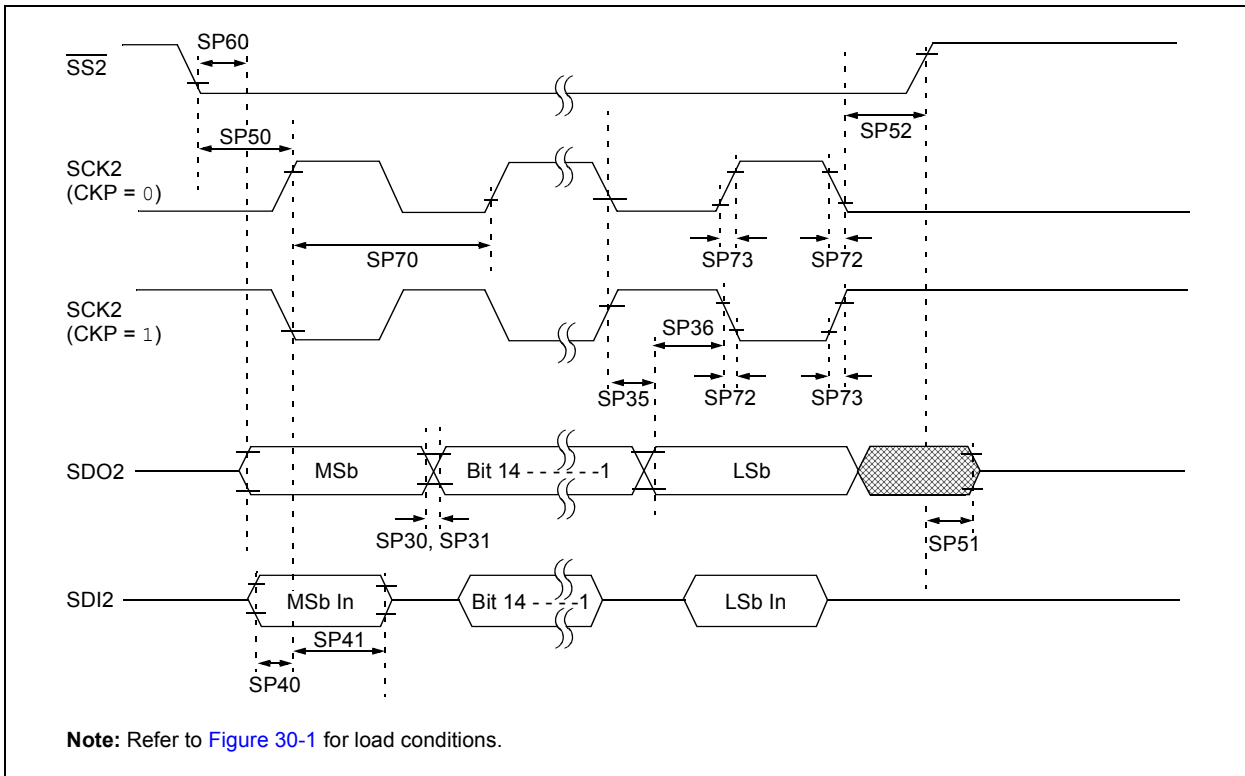 SP60
SS2
SP50
SP52
SCK2
(CKP = 0)
SP70
SP73
SP72
SCK2
(CKP = 1)
SP36
SP35
SP72
SP73
SDO2
MSb
Bit 14 - - - - - -1
LSb
SP30, SP31
SP51
SDI2
MSb In
Bit 14 - - - -1
LSb In
SP41
SP40
Note: Refer to Figure 30-1 for load conditions.